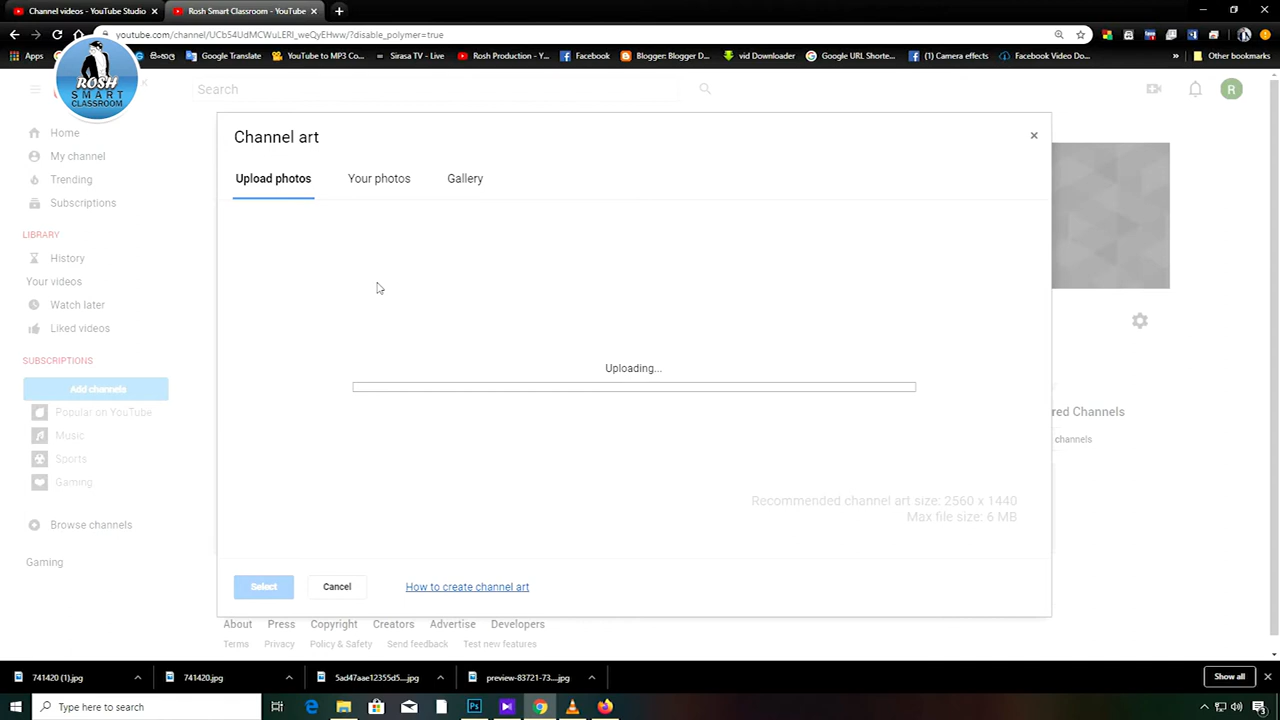 Channel videos - YouTube Studio
Rosh Smart Classroom - YouTube
youtube.com/channel/UCb54UdMCWuLERI_weQyEHww/?disable_polymer=true
Apps
Google Translate
YouTube to MP3 Co...
Sirasa TV - Live
Rosh Production - Y...
Facebook
Blogger: Blogger D...
vid Downloader
Google URL Shorte...
(1) Camera effects
Facebook Video Do...
»
Other bookmarks
ROSH
SMART
CLASSROOM
Search
R
Home
My channel
Trending
Subscriptions
LIBRARY
History
Your videos
Watch later
Liked videos
SUBSCRIPTIONS
Add channels
Popular on YouTube
Music
Sports
Gaming
Browse channels
Gaming
Channel art
Upload photos
Your photos
Gallery
Uploading...
Recommended channel art size: 2560 x 1440
Max file size: 6 MB
Select
Cancel
How to create channel art
red Channels
channels
About
Press
Copyright
Creators
Advertise
Developers
Terms
Privacy
Policy & Safety
Send feedback
Test new features
741420 (1).jpg
741420.jpg
5ad47aae12355d5....jpg
preview-83721-73....jpg
Show all
Type here to search
Ps